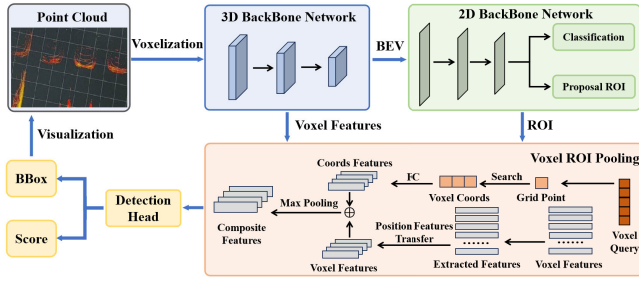 Point Cloud
Voxelization
3D BackBone Network
BEV
2D BackBone Network
Classification
Proposal ROI
Visualization
Voxel Features
ROI
Voxel ROI Pooling
BBox
Score
Detection
Head
Composite
Features
Max Pooling
Coords Features
FC
Voxel Coords
Search
Grid Point
Voxel
Query
Voxel Features
Position Features
Transfer
Extracted Features
Voxel Features